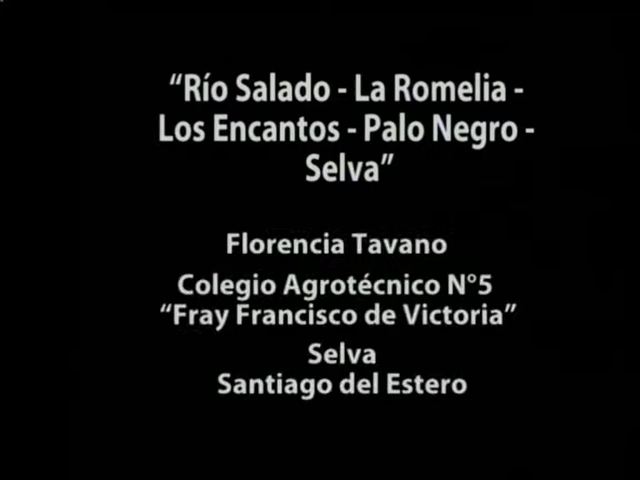 “Río Salado - La Romelia -
Los Encantos - Palo Negro -
Selva”
Florencia Tavano
Colegio Agrotécnico N°5
“Fray Francisco de Victoria”
Selva
Santiago del Estero